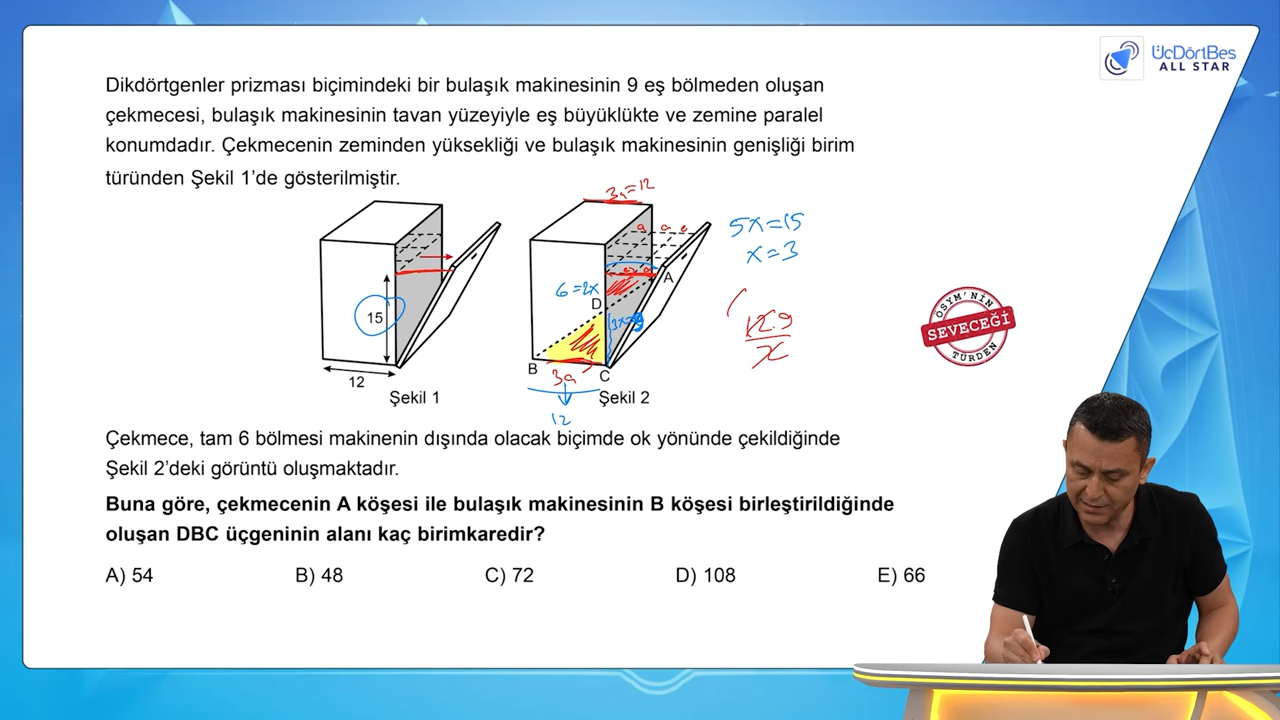 ÜçDörtBeş
ALL STAR
Dikdörtgenler prizması biçimindeki bir bulaşık makinesinin 9 eş bölmeden oluşan
çekmecesi, bulaşık makinesinin tavan yüzeyiyle eş büyüklükte ve zemine paralel
konumdadır. Çekmecenin zeminden yüksekliği ve bulaşık makinesinin genişliği birim
türünden Şekil 1’de gösterilmiştir.
3a=12
a a a
5x=15
x=3
15
12
Şekil 1
6=2x
A
D
B
3a
C
12
Şekil 2
ÖSYM'NİN
SEVECEĞİ
TÜRDEN
Çekmece, tam 6 bölmesi makinenin dışında olacak biçimde ok yönünde çekildiğinde
Şekil 2’deki görüntü oluşmaktadır.
Buna göre, çekmecenin A köşesi ile bulaşık makinesinin B köşesi birleştirildiğinde
oluşan DBC üçgeninin alanı kaç birimkaredir?
A) 54 B) 48 C) 72 D) 108 E) 66